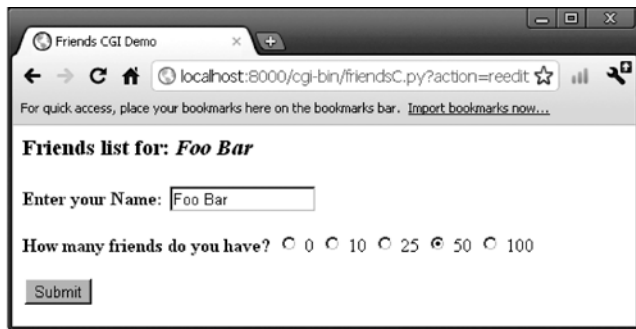 Friends CGI Demo
localhost:8000/cgi-bin/friendsC.py?action=reedit
For quick access, place your bookmarks here on the bookmarks bar. Import bookmarks now...
Friends list for: Foo Bar
Enter your Name: Foo Bar
How many friends do you have? 0 10 25 50 100
Submit